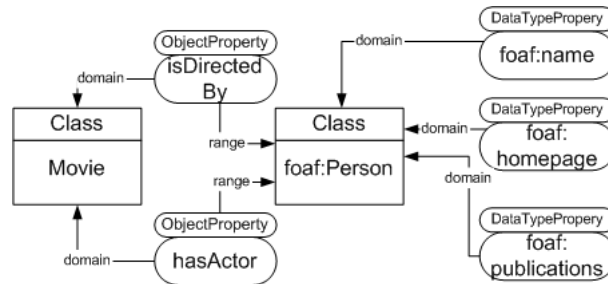 ObjectProperty
isDirected
By
domain
range
Class
Movie
ObjectProperty
hasActor
domain
range
Class
foaf:Person
DataTypePropery
foaf:name
domain
DataTypePropery
foaf:
homepage
domain
DataTypePropery
foaf:
publications
domain